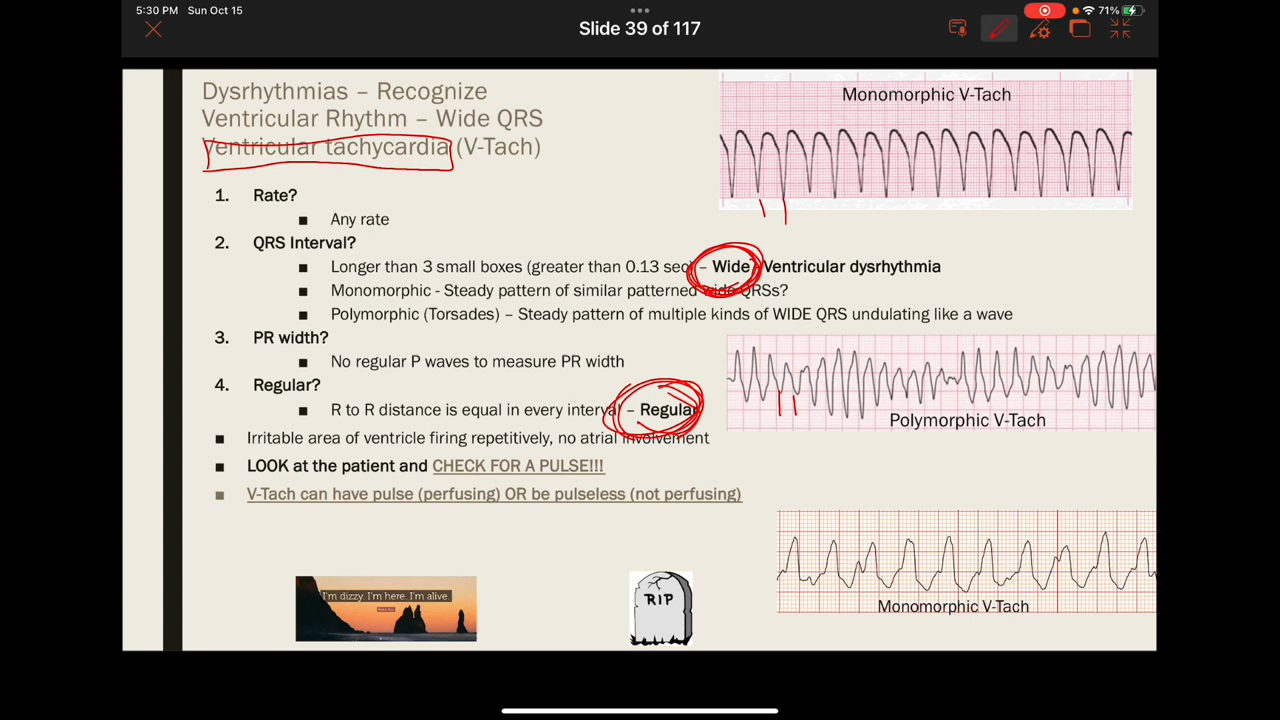 5:30 PM Sun Oct 15
71%
Slide 39 of 117
Dysrhythmias – Recognize
Ventricular Rhythm – Wide QRS
Ventricular tachycardia (V-Tach)
Monomorphic V-Tach
1. Rate?
■ Any rate
2. QRS Interval?
■ Longer than 3 small boxes (greater than 0.13 sec) – Wide - Ventricular dysrhythmia
■ Monomorphic - Steady pattern of similar patterned wide QRSs?
■ Polymorphic (Torsades) – Steady pattern of multiple kinds of WIDE QRS undulating like a wave
3. PR width?
■ No regular P waves to measure PR width
4. Regular?
■ R to R distance is equal in every interval – Regular
Polymorphic V-Tach
■ Irritable area of ventricle firing repetitively, no atrial involvement
■ LOOK at the patient and CHECK FOR A PULSE!!!
■ V-Tach can have pulse (perfusing) OR be pulseless (not perfusing)
I'm dizzy. I'm here. I'm alive.
RIP
Monomorphic V-Tach